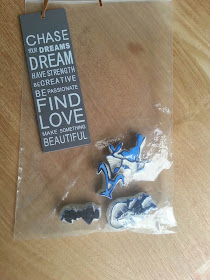 CHASE
YOUR DREAMS
DREAM
HAVE STRENGTH
BE CREATIVE
BE PASSIONATE
FIND
LOVE
MAKE SOMETHING
BEAUTIFUL